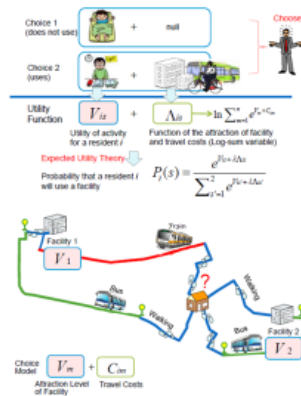 Choice 1
(does not use)
+
null
Choose
Choice 2
(uses)
+
Utility
Function
V_is + Λ_is → ln Σ e^{V_m + C_im}
Utility of activity
for a resident i
Function of the attraction of facility
and travel costs (Log-sum variable)
Expected Utility Theory
Probability that a resident i
will use a facility
Train
Facility 1
V_1
?
Bus
Walking
Walking
Facility 2
V_2
Bus
Choice
Model
V_m + C_im
Attraction Level
of Facility
Travel Costs